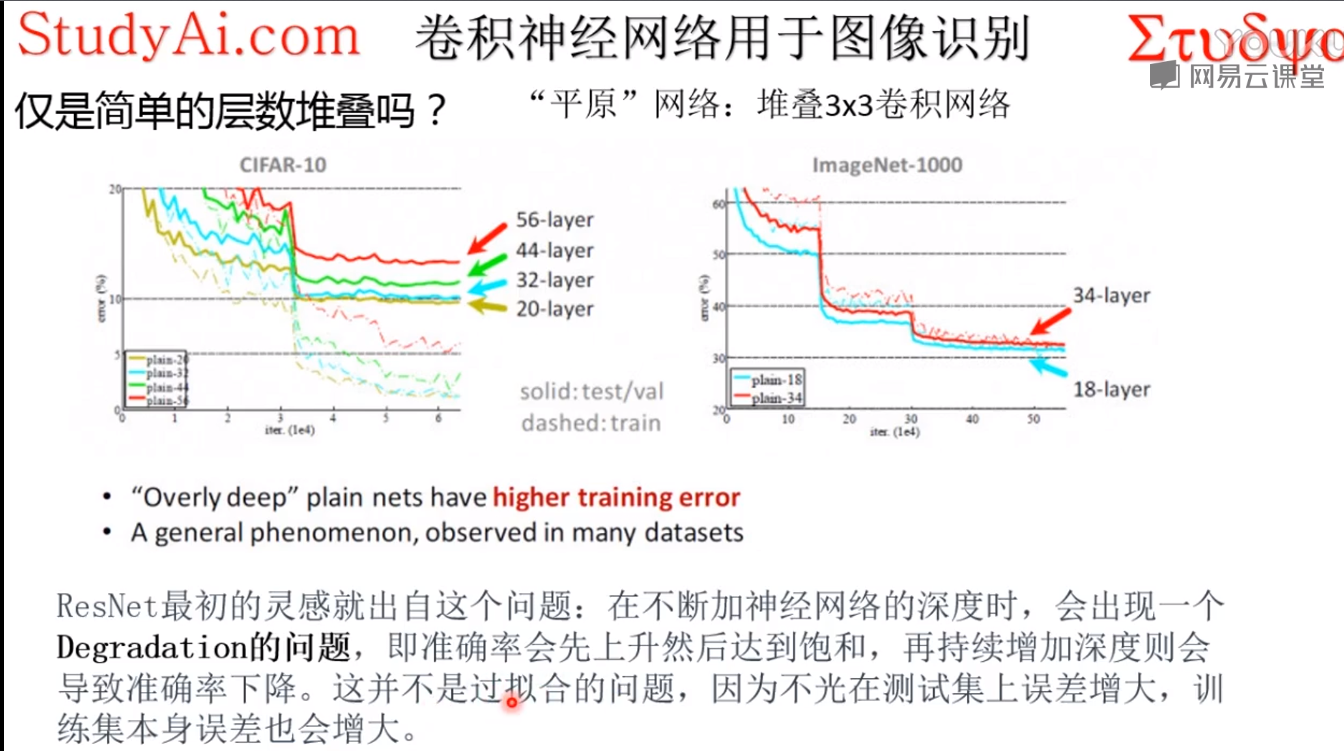 StudyAi.com
卷积神经网络用于图像识别
YOUKU
网易云课堂
仅是简单的层数堆叠吗？
“平原”网络：堆叠3x3卷积网络
CIFAR-10
20
10
5
0
error (%)
0 1 2 3 4 5 6
iter. (1e4)
plain-20
plain-32
plain-44
plain-56
56-layer
44-layer
32-layer
20-layer
solid: test/val
dashed: train
ImageNet-1000
60
50
40
30
20
error (%)
0 10 20 30 40 50
iter. (1e4)
plain-18
plain-34
34-layer
18-layer
• “Overly deep” plain nets have higher training error
• A general phenomenon, observed in many datasets
ResNet最初的灵感就出自这个问题：在不断加神经网络的深度时，会出现一个
Degradation的问题，即准确率会先上升然后达到饱和，再持续增加深度则会
导致准确率下降。这并不是过拟合的问题，因为不光在测试集上误差增大，训
练集本身误差也会增大。